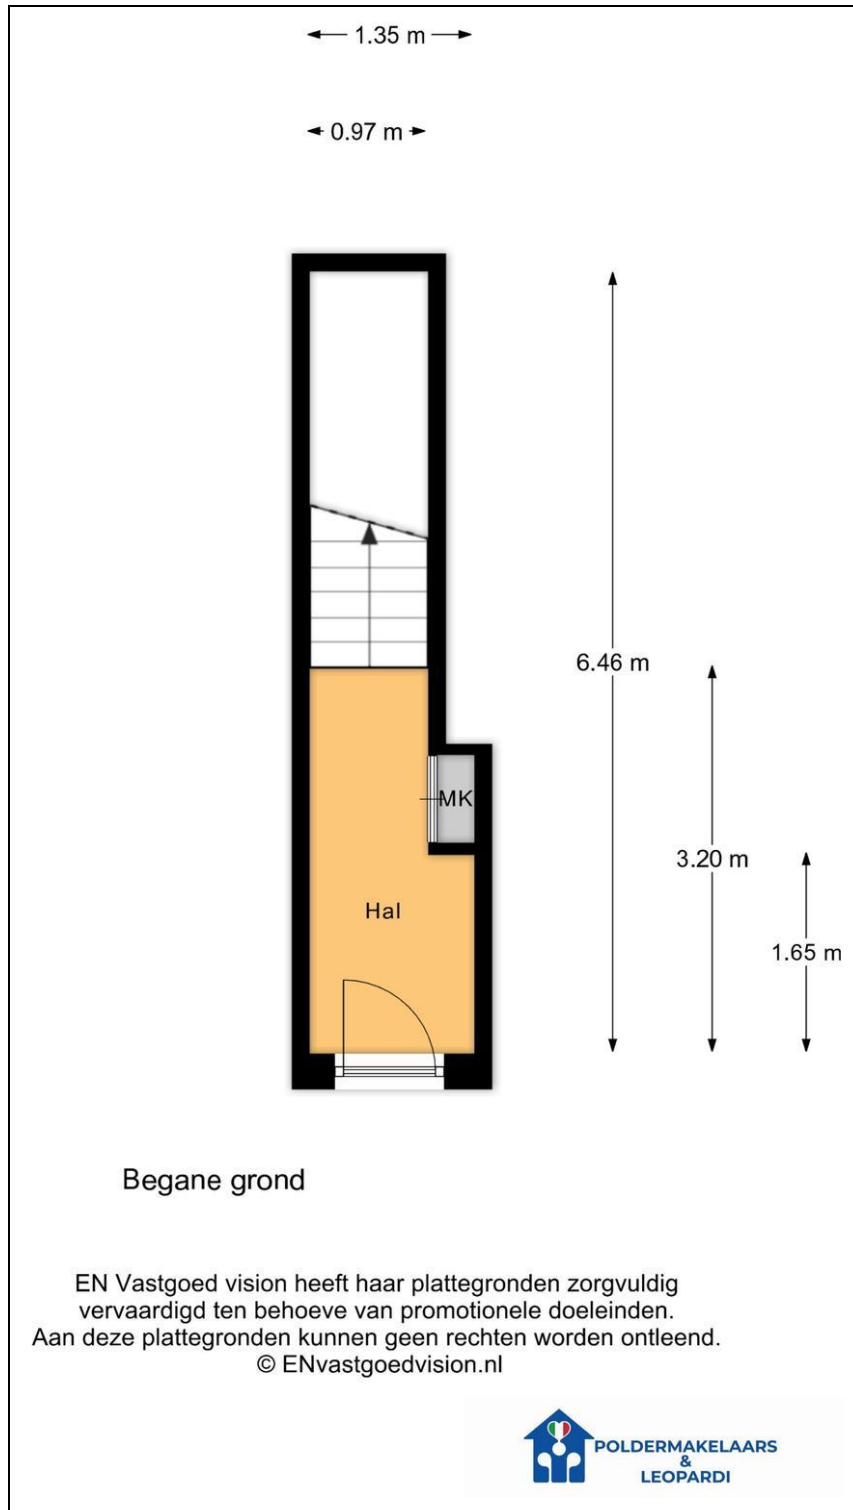 1.35 m
0.97 m
6.46 m
MK
3.20 m
Hal
1.65 m
Begane grond
EN Vastgoed vision heeft haar plattegronden zorgvuldig
vervaardigd ten behoeve van promotionele doeleinden.
Aan deze plattegronden kunnen geen rechten worden ontleend.
© ENvastgoedvision.nl
POLDERMAKELAARS
&
LEOPARDI